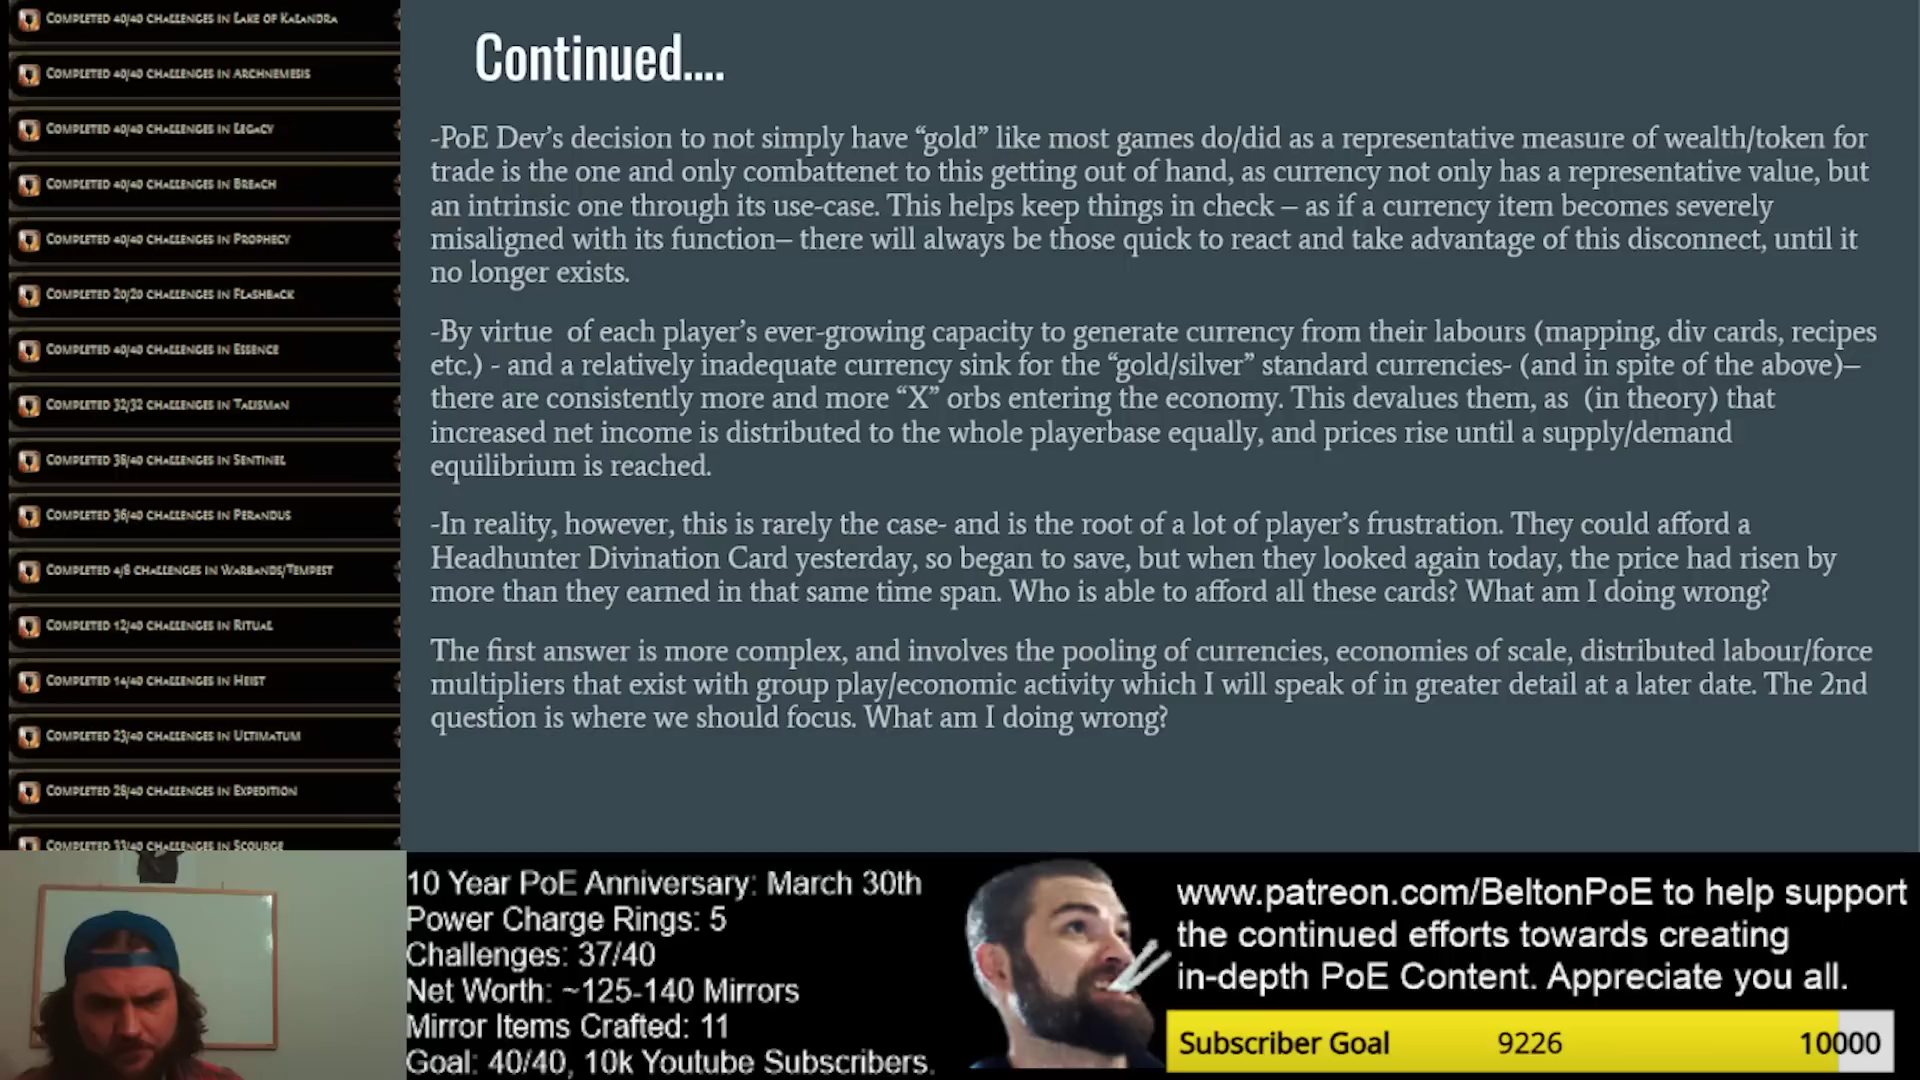 Completed 40/40 challenges in Lake of Kalandra
Completed 40/40 challenges in Archnemesis
Completed 40/40 challenges in Legacy
Completed 40/40 challenges in Breach
Completed 40/40 challenges in Prophecy
Completed 20/20 challenges in Flashback
Completed 40/40 challenges in Essence
Completed 32/32 challenges in Talisman
Completed 38/40 challenges in Sentinel
Completed 36/40 challenges in Perandus
Completed 4/8 challenges in Warbands/Tempest
Completed 12/40 challenges in Ritual
Completed 14/40 challenges in Heist
Completed 23/40 challenges in Ultimatum
Completed 28/40 challenges in Expedition
Completed 33/40 challenges in Scourge
Continued....
-PoE Dev’s decision to not simply have “gold” like most games do/did as a representative measure of wealth/token for
trade is the one and only combattenet to this getting out of hand, as currency not only has a representative value, but
an intrinsic one through its use-case. This helps keep things in check – as if a currency item becomes severely
misaligned with its function– there will always be those quick to react and take advantage of this disconnect, until it
no longer exists.
-By virtue  of each player’s ever-growing capacity to generate currency from their labours (mapping, div cards, recipes
etc.) - and a relatively inadequate currency sink for the “gold/silver” standard currencies- (and in spite of the above)–
there are consistently more and more “X” orbs entering the economy. This devalues them, as  (in theory) that
increased net income is distributed to the whole playerbase equally, and prices rise until a supply/demand
equilibrium is reached.
-In reality, however, this is rarely the case- and is the root of a lot of player’s frustration. They could afford a
Headhunter Divination Card yesterday, so began to save, but when they looked again today, the price had risen by
more than they earned in that same time span. Who is able to afford all these cards? What am I doing wrong?
The first answer is more complex, and involves the pooling of currencies, economies of scale, distributed labour/force
multipliers that exist with group play/economic activity which I will speak of in greater detail at a later date. The 2nd
question is where we should focus. What am I doing wrong?
10 Year PoE Anniversary: March 30th
Power Charge Rings: 5
Challenges: 37/40
Net Worth: ~125-140 Mirrors
Mirror Items Crafted: 11
Goal: 40/40, 10k Youtube Subscribers.
www.patreon.com/BeltonPoE to help support
the continued efforts towards creating
in-depth PoE Content. Appreciate you all.
Subscriber Goal 9226 10000